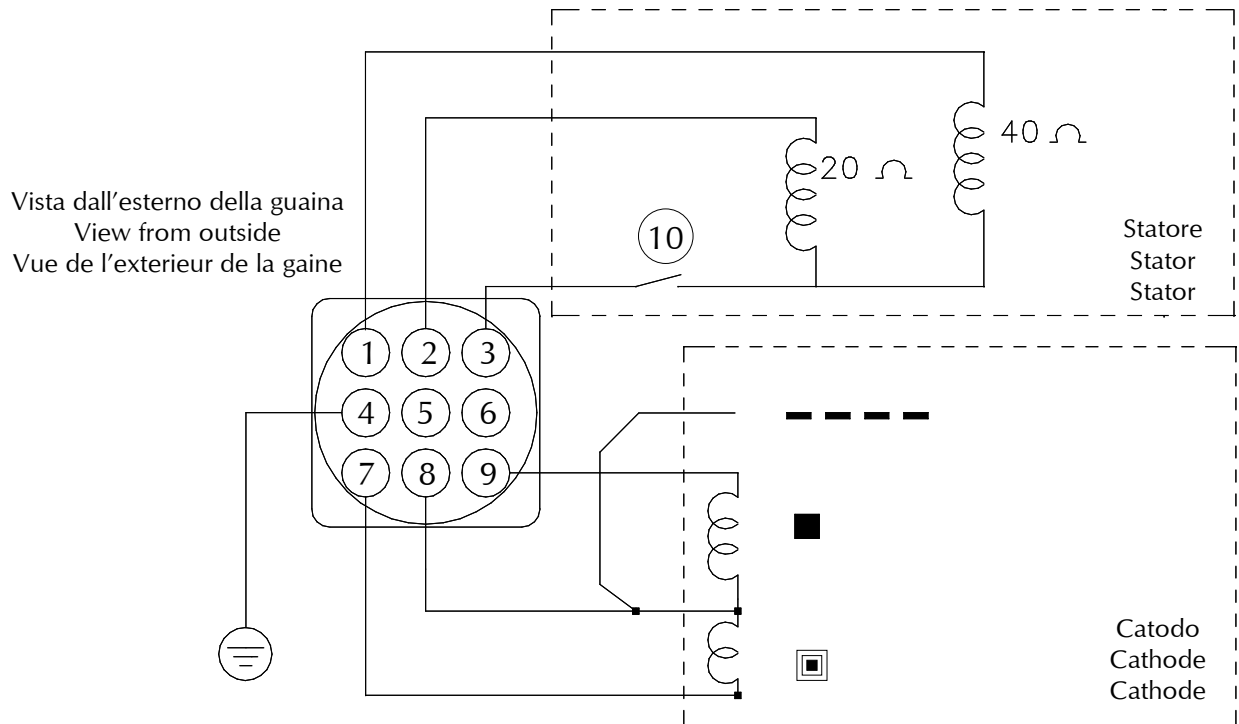 40 Ω
20 Ω
Vista dall'esterno della guaina
View from outside
Vue de l'exterieur de la gaine
10
Statore
Stator
Stator
1 2 3
4 5 6
7 8 9
Catodo
Cathode
Cathode